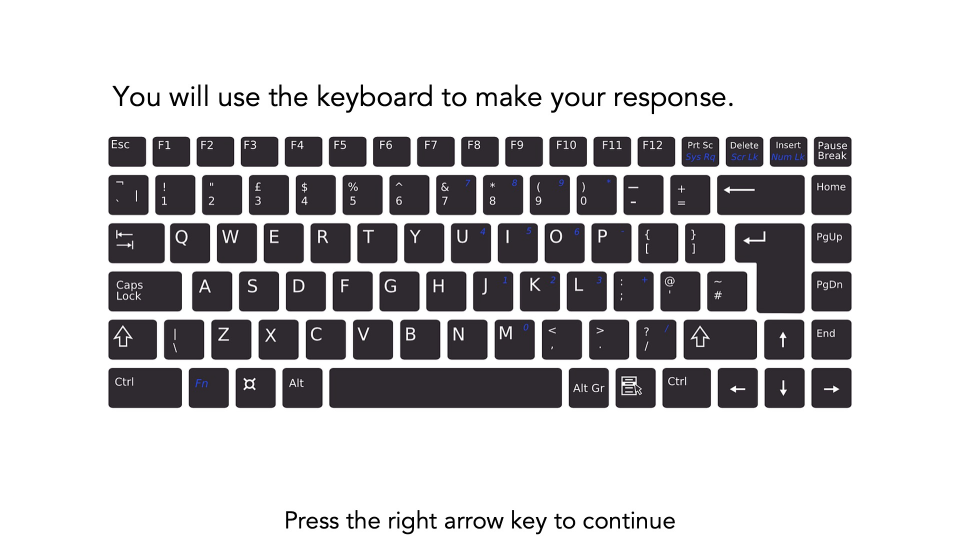 You will use the keyboard to make your response.
Esc F1 F2 F3 F4 F5 F6 F7 F8 F9 F10 F11 F12 Prt Sc Sys Rq Delete Scr Lk Insert Num Lk Pause Break
¬ ` | ! 1 " 2 £ 3 $ 4 % 5 ^ 6 & 7 7 * 8 8 ( 9 9 ) 0 * — - + = ← Home
Q W E R T Y U 4 I 5 O 6 P - { [ } ] PgUp
Caps Lock A S D F G H J 1 K 2 L 3 : ; + @ ' ~ # PgDn
| \ Z X C V B N M 0 < , > . ? / / ↑ End
Ctrl Fn ¤ Alt Alt Gr Ctrl ← ↓ →
Press the right arrow key to continue